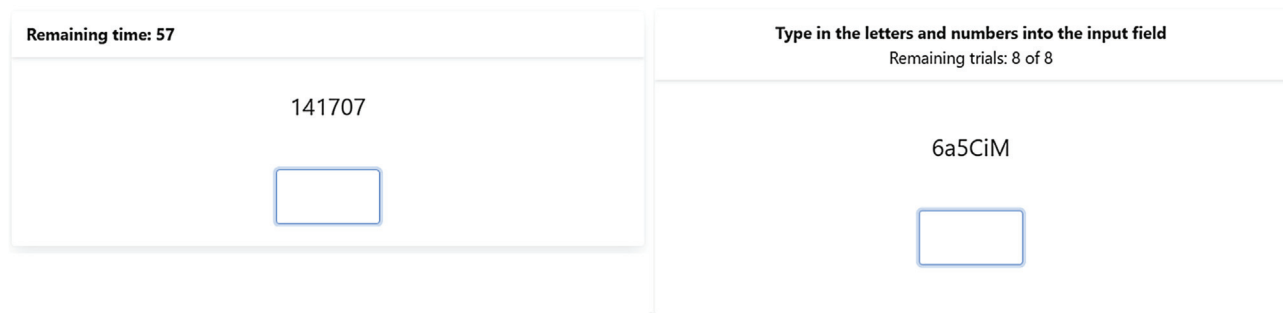 Remaining time: 57
141707
Type in the letters and numbers into the input field
Remaining trials: 8 of 8
6a5CiM